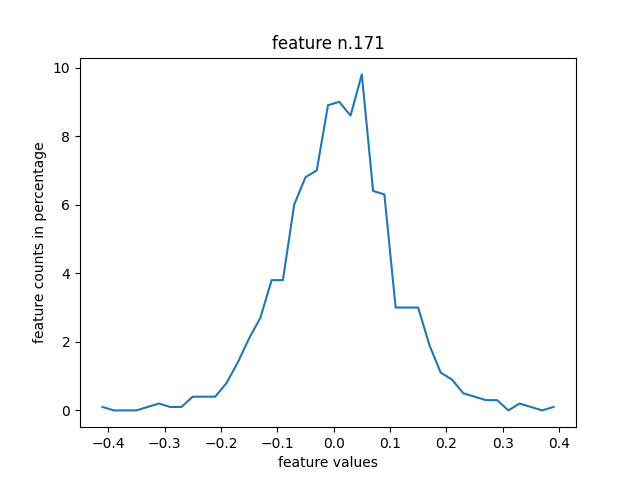 feature n.171
10
8
6
4
2
0
feature counts in percentage
−0.4 −0.3 −0.2 −0.1 0.0 0.1 0.2 0.3 0.4
feature values